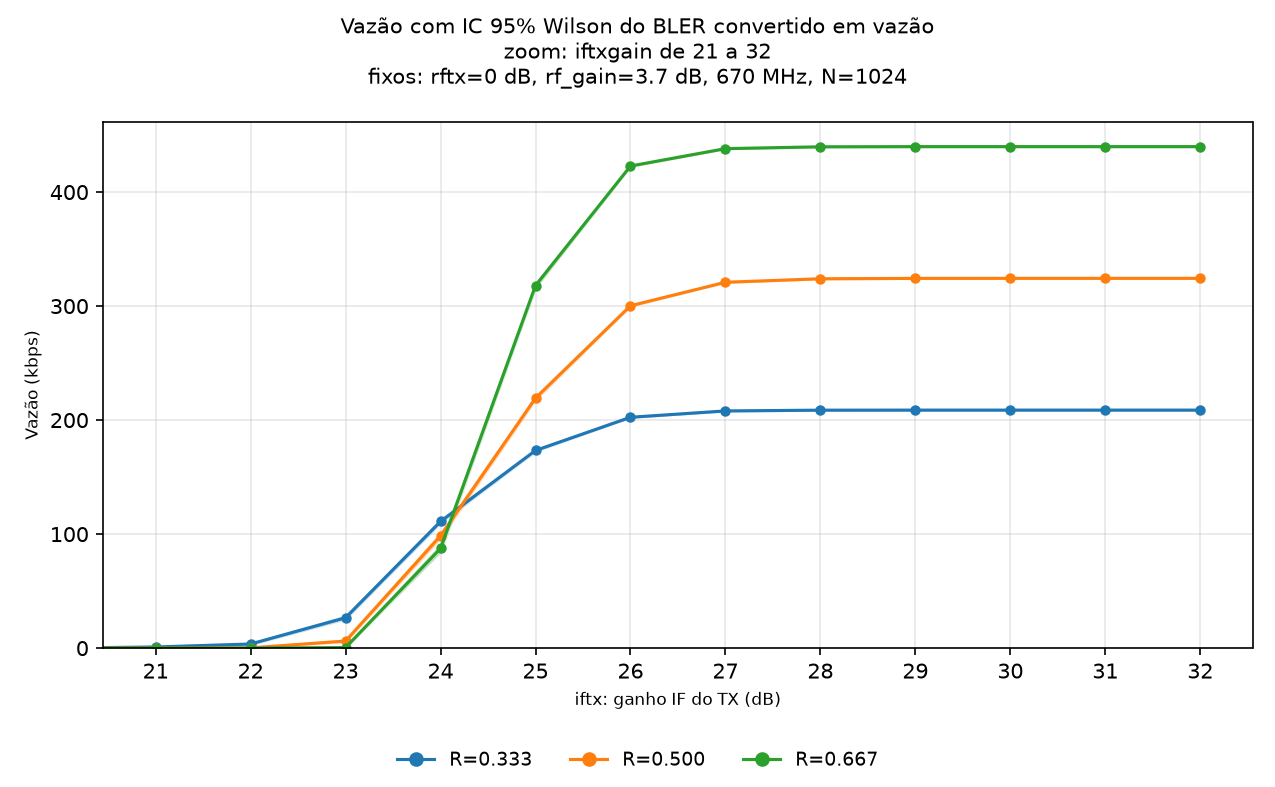 Vazão com IC 95% Wilson do BLER convertido em vazão
zoom: iftxgain de 21 a 32
fixos: rftx=0 dB, rf_gain=3.7 dB, 670 MHz, N=1024
Vazão (kbps)
400
300
200
100
0
21 22 23 24 25 26 27 28 29 30 31 32
iftx: ganho IF do TX (dB)
R=0.333 R=0.500 R=0.667